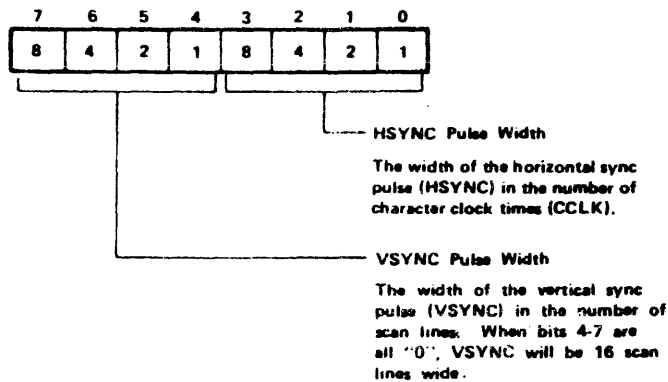 7 6 5 4 3 2 1 0
8 4 2 1 8 4 2 1
HSYNC Pulse Width
The width of the horizontal sync
pulse (HSYNC) in the number of
character clock times (CCLK).
VSYNC Pulse Width
The width of the vertical sync
pulse (VSYNC) in the number of
scan lines. When bits 4-7 are
all "0", VSYNC will be 16 scan
lines wide.